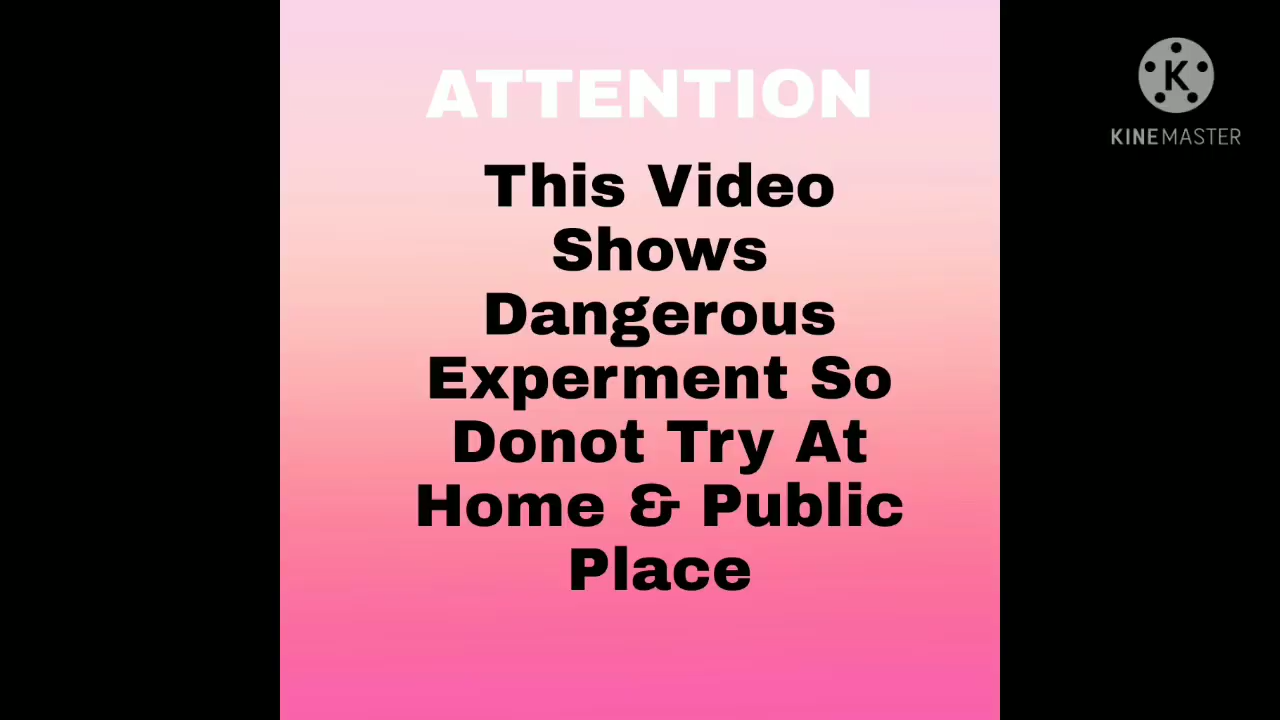 ATTENTION
This Video
Shows
Dangerous
Experment So
Donot Try At
Home & Public
Place
K
KINEMASTER